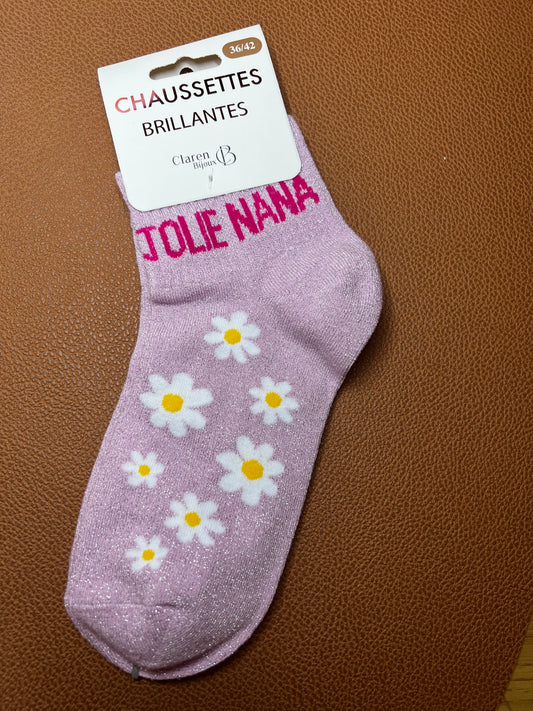 36/42
CHAUSSETTES
BRILLANTES
Claren
Bijoux
JOLIE NANA